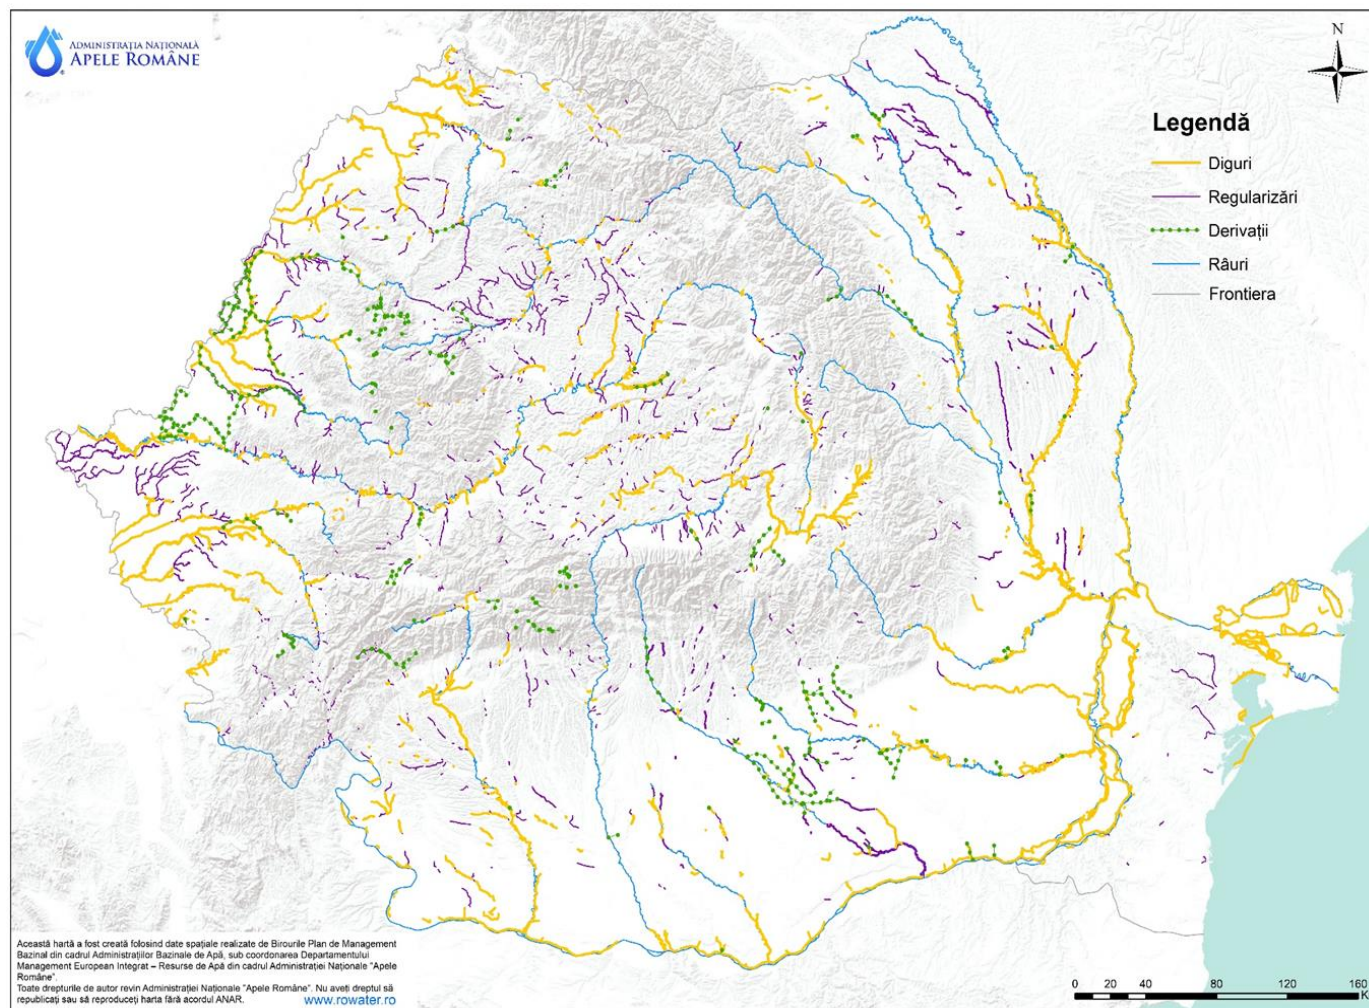 ADMINISTRAȚIA NAȚIONALĂ
APELE ROMÂNE
N
Legendă
Diguri
Regularizări
Derivații
Râuri
Frontiera
Această hartă a fost creată folosind date spațiale realizate de Birourile Plan de Management
Bazinal din cadrul Administrațiilor Bazinale de Apă, sub coordonarea Departamentului
Management European Integrat – Resurse de Apă din cadrul Administrației Naționale "Apele
Române".
Toate drepturile de autor revin Administrației Naționale "Apele Române". Nu aveți dreptul să
republicați sau să reproduceți harta fără acordul ANAR.
www.rowater.ro
0 20 40 80 120 160
K